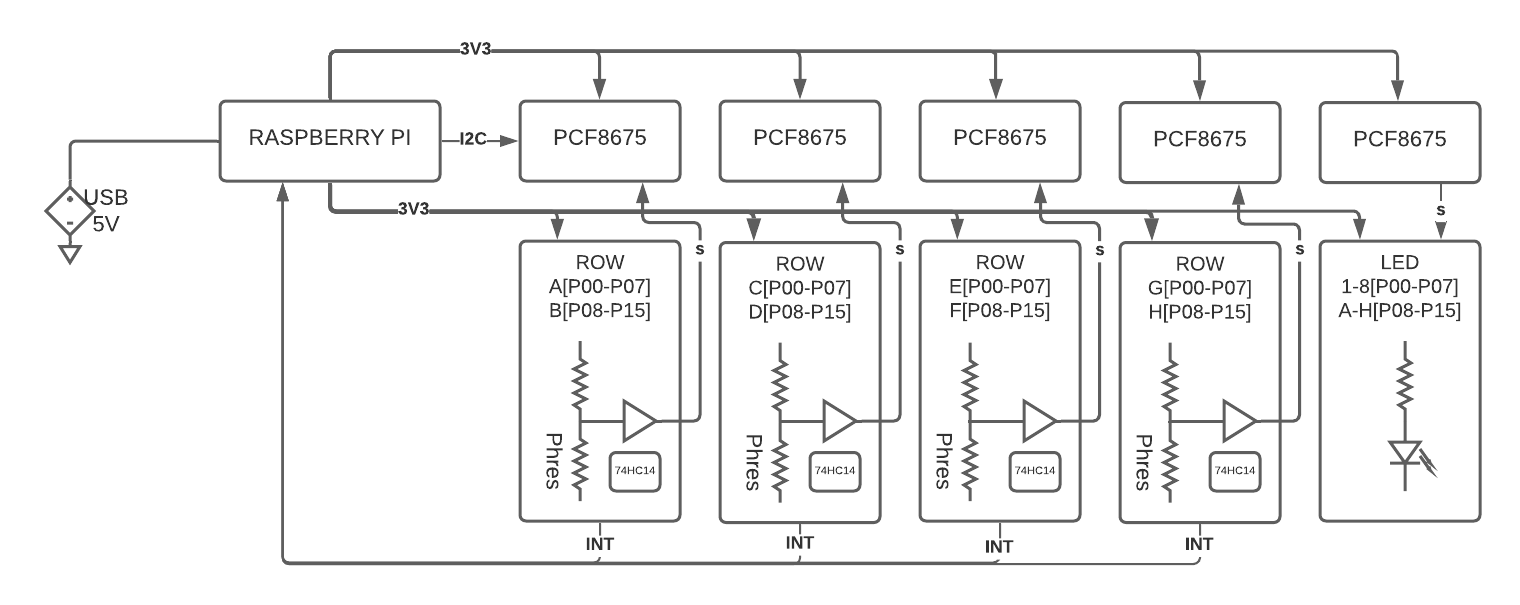 3V3
RASPBERRY PI
I2C
PCF8675
PCF8675
PCF8675
PCF8675
PCF8675
USB
5V
3V3
s
s
s
s
s
ROW
A[P00-P07]
B[P08-P15]
Phres
74HC14
ROW
C[P00-P07]
D[P08-P15]
Phres
74HC14
ROW
E[P00-P07]
F[P08-P15]
Phres
74HC14
ROW
G[P00-P07]
H[P08-P15]
Phres
74HC14
LED
1-8[P00-P07]
A-H[P08-P15]
INT
INT
INT
INT